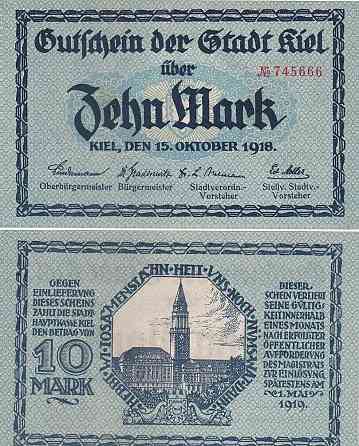 Gutschein der Stadt Kiel
über
№ 745666
Zehn Mark
KIEL, DEN 15. OKTOBER 1918.
Oberbürgermeister Bürgermeister Stadtverordn.- Stellv. Stadtv.-
Vorsteher Vorsteher
GEGEN
EINLIEFERUNG
DIESES SCHEINS
ZAHLT DIE STADT-
HAUPTKASSE KIEL
DEN BETRAG VON
10
MARK
DIESER
SCHEIN VERLIERT
SEINE GÜLTIG-
KEIT INNERHALB
EINES MONATS
NACH ERFOLGTER
ÖFFENTLICHER
AUFFORDERUNG
DES MAGISTRATS
ZUR EINLÖSUNG
SPÄTESTENS AM
1. MAI
1919.